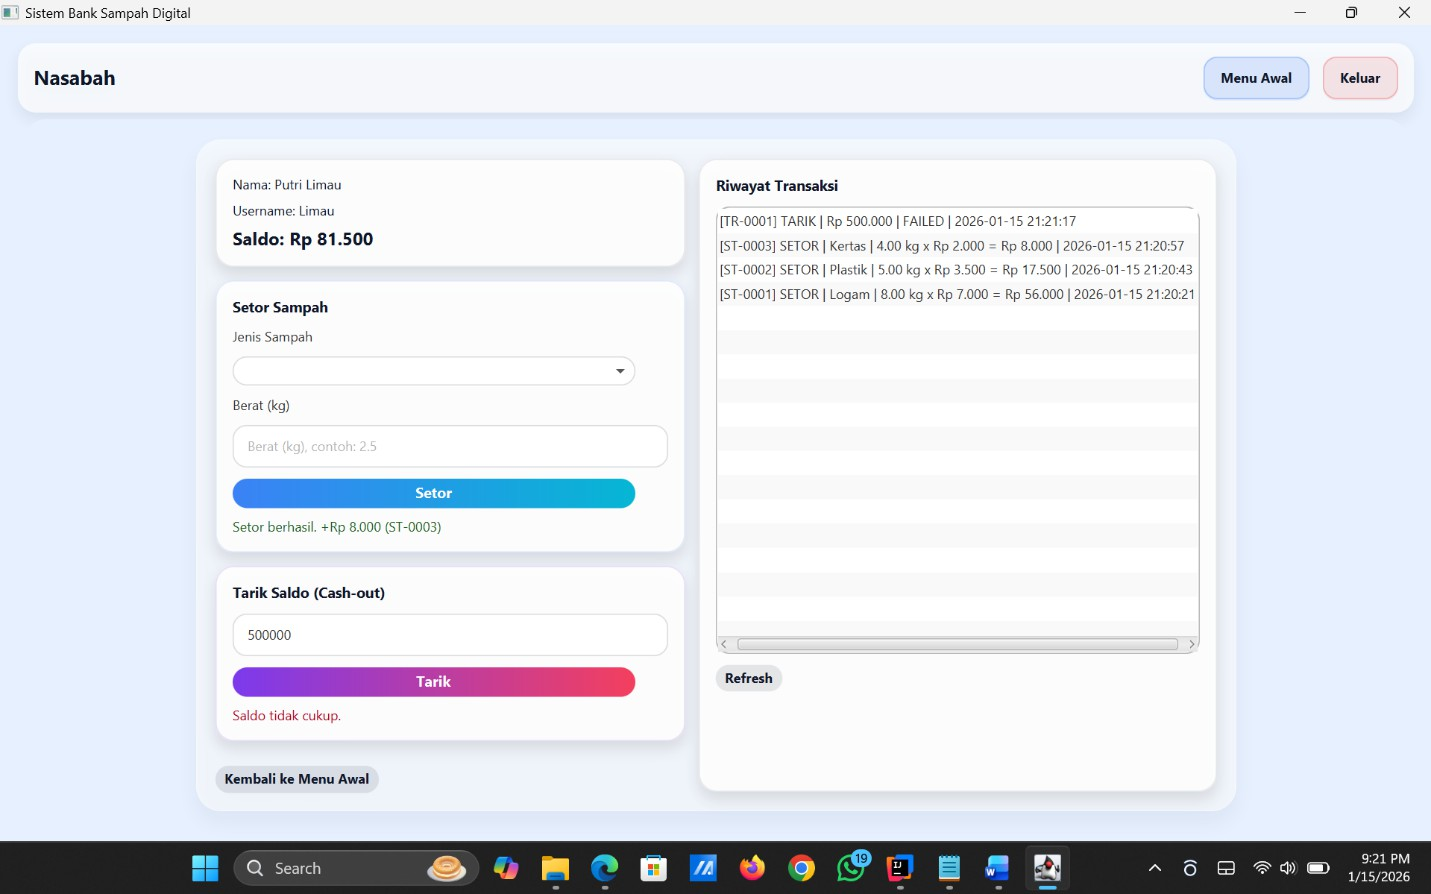 Sistem Bank Sampah Digital
Nasabah
Menu Awal
Keluar
Nama: Putri Limau
Username: Limau
Saldo: Rp 81.500
Setor Sampah
Jenis Sampah
Berat (kg)
Berat (kg), contoh: 2.5
Setor
Setor berhasil. +Rp 8.000 (ST-0003)
Tarik Saldo (Cash-out)
500000
Tarik
Saldo tidak cukup.
Kembali ke Menu Awal
Riwayat Transaksi
[TR-0001] TARIK | Rp 500.000 | FAILED | 2026-01-15 21:21:17
[ST-0003] SETOR | Kertas | 4.00 kg x Rp 2.000 = Rp 8.000 | 2026-01-15 21:20:57
[ST-0002] SETOR | Plastik | 5.00 kg x Rp 3.500 = Rp 17.500 | 2026-01-15 21:20:43
[ST-0001] SETOR | Logam | 8.00 kg x Rp 7.000 = Rp 56.000 | 2026-01-15 21:20:21
Refresh
Search
19
9:21 PM
1/15/2026